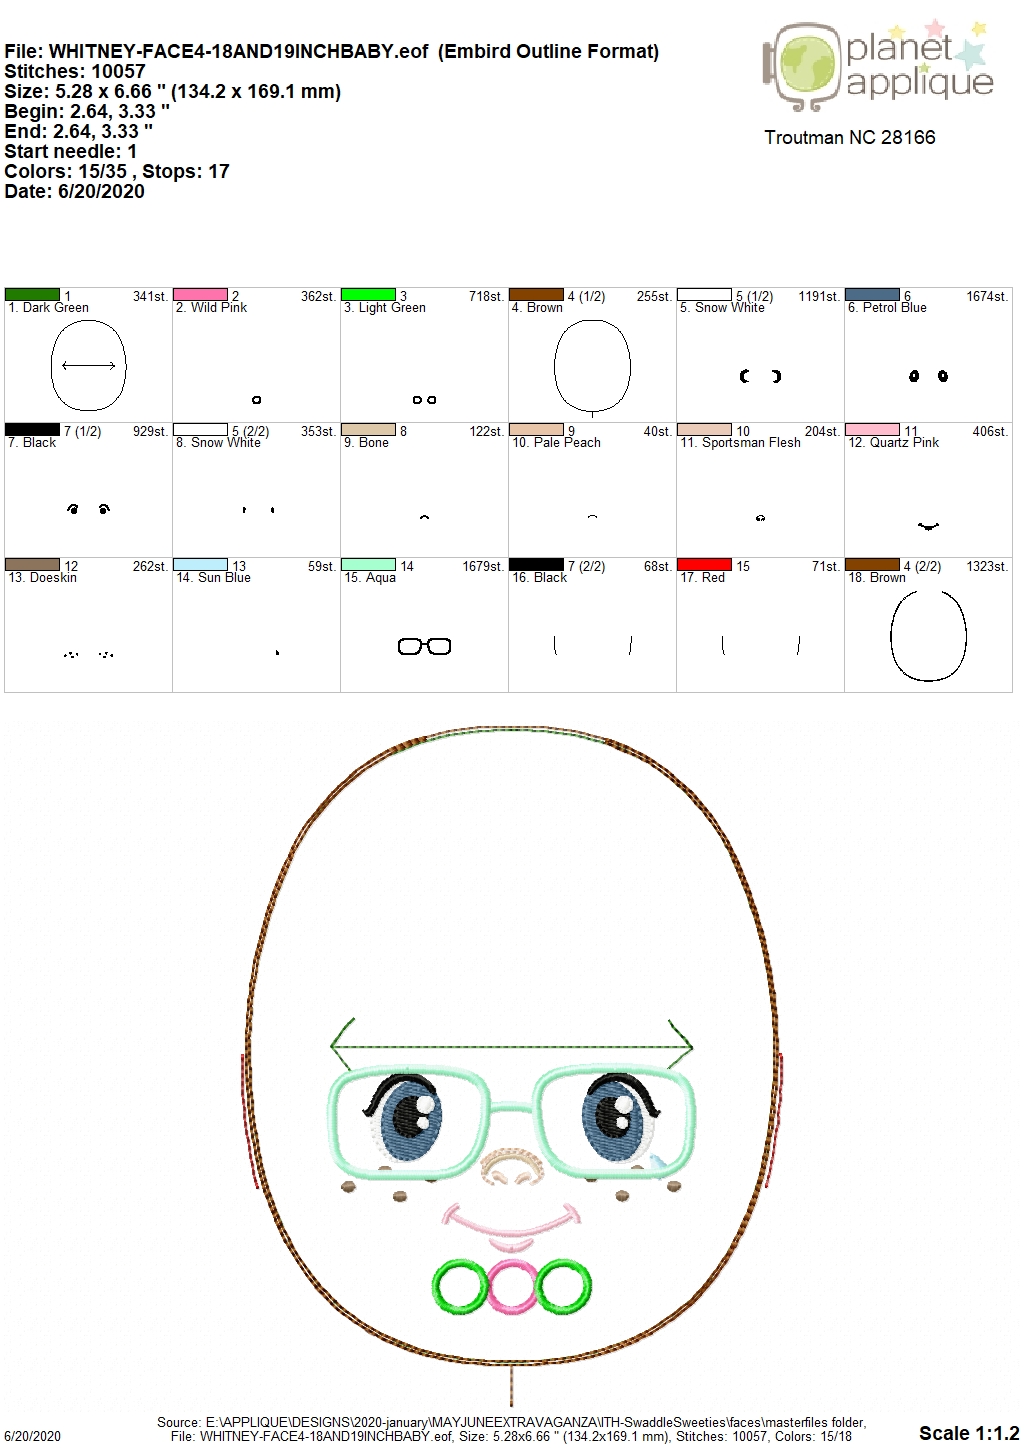 File: WHITNEY-FACE4-18AND19INCHBABY.eof (Embird Outline Format)
Stitches: 10057
Size: 5.28 x 6.66 " (134.2 x 169.1 mm)
Begin: 2.64, 3.33 "
End: 2.64, 3.33 "
Start needle: 1
Colors: 15/35 , Stops: 17
Date: 6/20/2020
planet
applique
Troutman NC 28166
1 341st. 2 362st. 3 718st. 4 (1/2) 255st. 5 (1/2) 1191st. 6 1674st.
1. Dark Green 2. Wild Pink 3. Light Green 4. Brown 5. Snow White 6. Petrol Blue
7 (1/2) 929st. 5 (2/2) 353st. 8 122st. 9 40st. 10 204st. 11 406st.
7. Black 8. Snow White 9. Bone 10. Pale Peach 11. Sportsman Flesh 12. Quartz Pink
12 262st. 13 59st. 14 1679st. 7 (2/2) 68st. 15 71st. 4 (2/2) 1323st.
13. Doeskin 14. Sun Blue 15. Aqua 16. Black 17. Red 18. Brown
Source: E:\APPLIQUE\DESIGNS\2020-january\MAYJUNEEXTRAVAGANZA\ITH-SwaddleSweeties\faces\masterfiles folder,
6/20/2020 File: WHITNEY-FACE4-18AND19INCHBABY.eof, Size: 5.28x6.66 " (134.2x169.1 mm), Stitches: 10057, Colors: 15/18 Scale 1:1.2